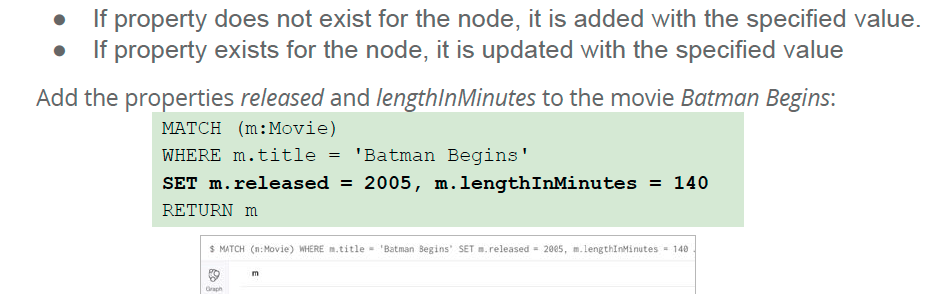 ● If property does not exist for the node, it is added with the specified value.
● If property exists for the node, it is updated with the specified value
Add the properties released and lengthInMinutes to the movie Batman Begins:
MATCH (m:Movie)
WHERE m.title = 'Batman Begins'
SET m.released = 2005, m.lengthInMinutes = 140
RETURN m
$ MATCH (m:Movie) WHERE m.title = 'Batman Begins' SET m.released = 2005, m.lengthInMinutes = 140
m
Graph